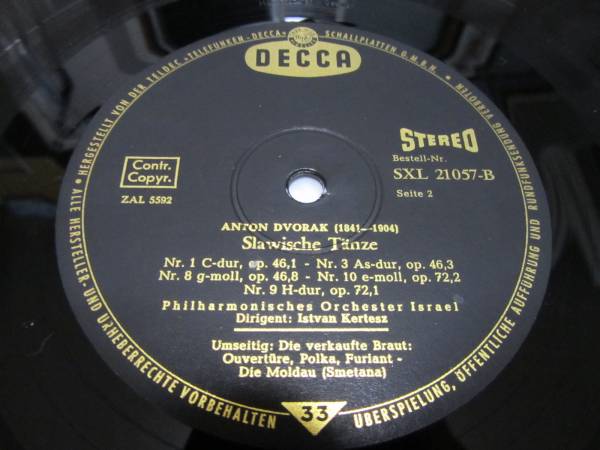 HERGESTELLT VON DER TELDEC »TELEFUNKEN-DECCA« SCHALLPLATTEN G.M.B.H.
DECCA
STEREO
Contr.
Copyr.
ZAL 5592
Bestell-Nr.
SXL 21057-B
Seite 2
ANTON DVORAK (1841—1904)
Slawische Tänze
Nr. 1 C-dur, op. 46,1 - Nr. 3 As-dur, op. 46,3
Nr. 8 g-moll, op. 46,8 - Nr. 10 e-moll, op. 72,2
Nr. 9 H-dur, op. 72,1
Philharmonisches Orchester Israel
Dirigent: Istvan Kertesz
Umseitig: Die verkaufte Braut:
Ouvertüre, Polka, Furiant -
Die Moldau (Smetana)
33
ALLE HERSTELLER- UND URHEBERRECHTE VORBEHALTEN
ÜBERSPIELUNG, ÖFFENTLICHE AUFFÜHRUNG UND RUNDFUNKSENDUNG VERBOTEN